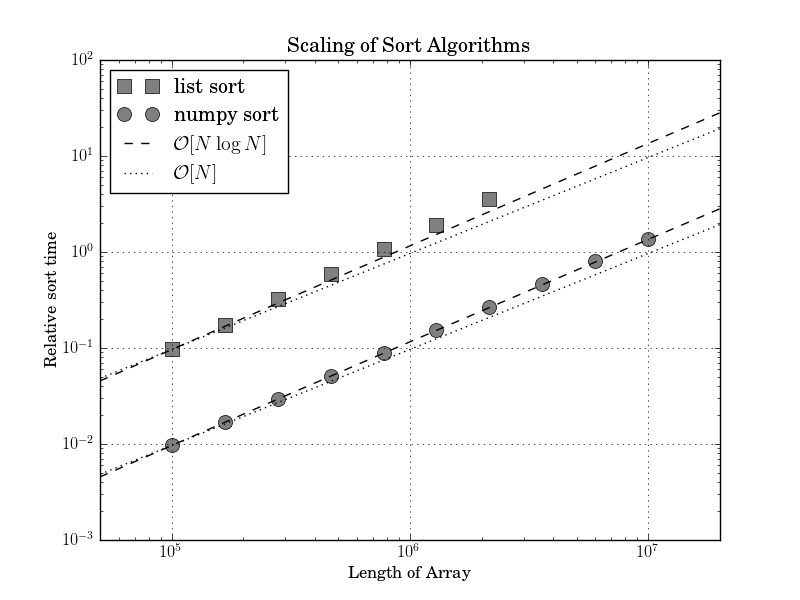 Scaling of Sort Algorithms
list sort
numpy sort
𝒪[N log N]
𝒪[N]
10²
10¹
10⁰
10⁻¹
10⁻²
10⁻³
Relative sort time
10⁵
10⁶
10⁷
Length of Array